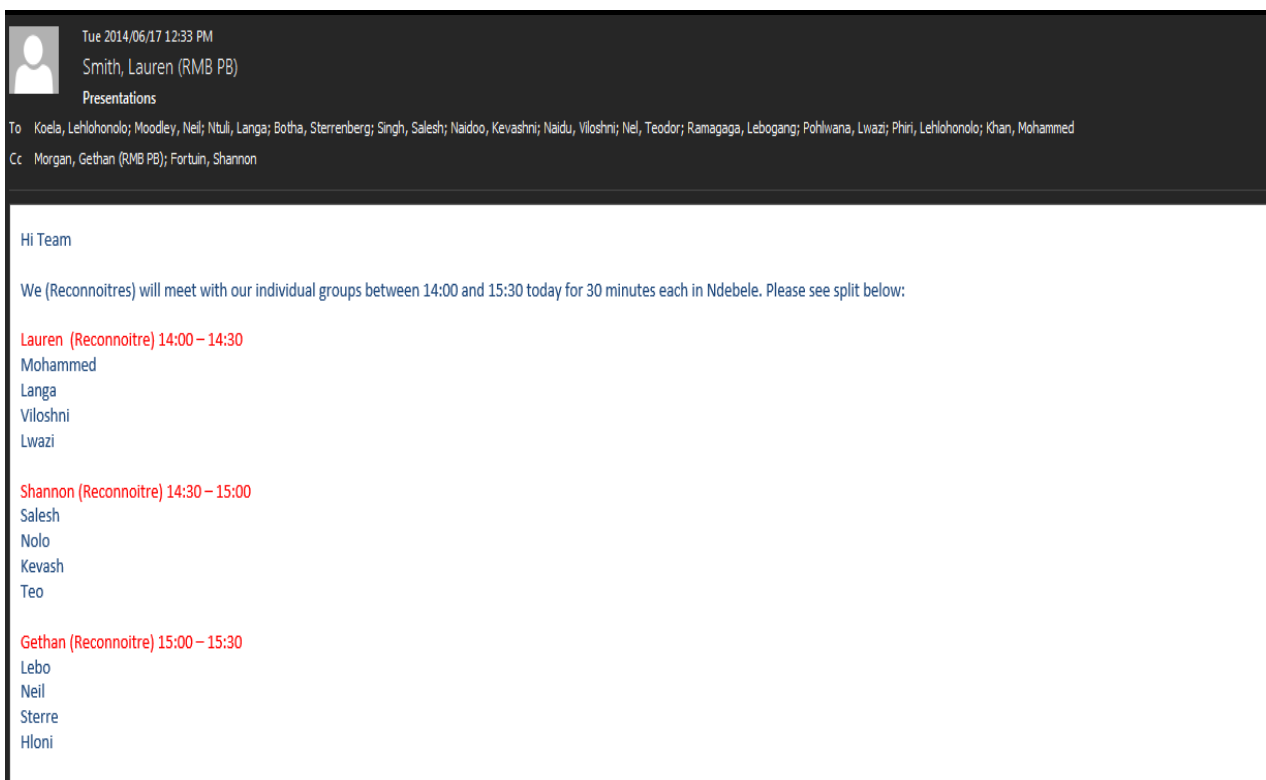 Tue 2014/06/17 12:33 PM
Smith, Lauren (RMB PB)
Presentations
To Koela, Lehlohonolo; Moodley, Neil; Ntuli, Langa; Botha, Sterrenberg; Singh, Salesh; Naidoo, Kevashni; Naidu, Viloshni; Nel, Teodor; Ramagaga, Lebogang; Pohlwana, Lwazi; Phiri, Lehlohonolo; Khan, Mohammed
Cc Morgan, Gethan (RMB PB); Fortuin, Shannon
Hi Team
We (Reconnoitres) will meet with our individual groups between 14:00 and 15:30 today for 30 minutes each in Ndebele. Please see split below:
Lauren (Reconnoitre) 14:00 – 14:30
Mohammed
Langa
Viloshni
Lwazi
Shannon (Reconnoitre) 14:30 – 15:00
Salesh
Nolo
Kevash
Teo
Gethan (Reconnoitre) 15:00 – 15:30
Lebo
Neil
Sterre
Hloni